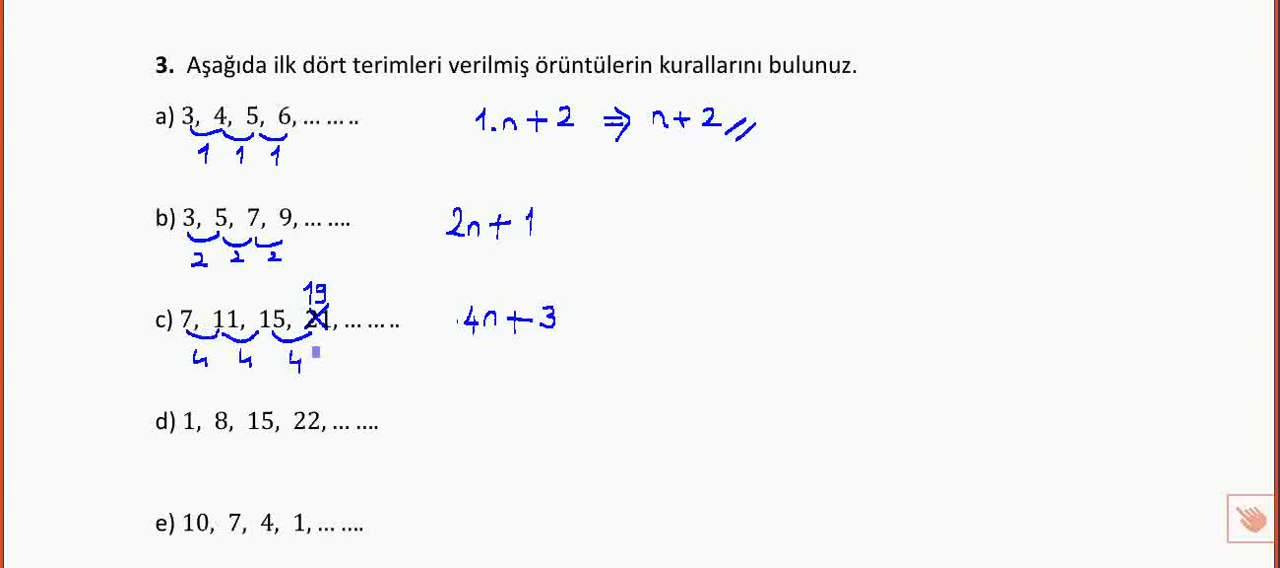 3. Aşağıda ilk dört terimleri verilmiş örüntülerin kurallarını bulunuz.
a) 3, 4, 5, 6, ... ... .. 1.n + 2 ⇒ n + 2 //
1 1 1
b) 3, 5, 7, 9, ... .... 2n + 1
2 2 2
19
c) 7, 11, 15, 21, ... ... .. 4n + 3
4 4 4
d) 1, 8, 15, 22, ... ....
e) 10, 7, 4, 1, ... ....